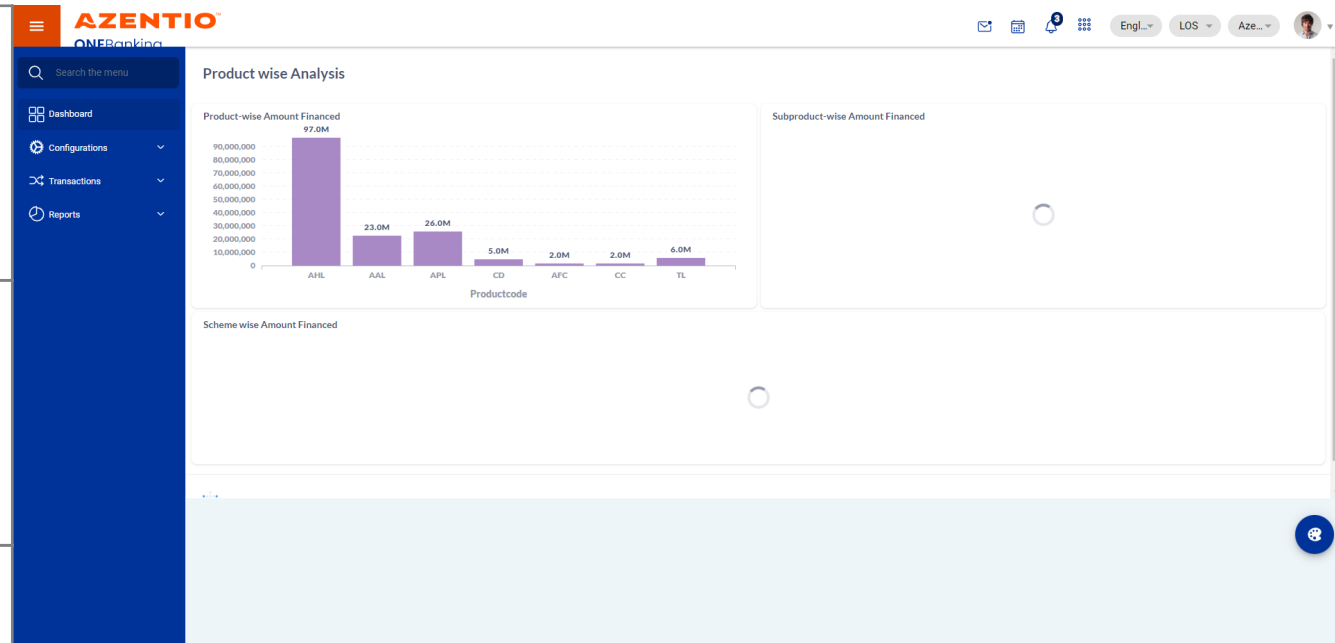 AZENTIO™
ONEBanking
3
Engl...
LOS
Aze...
Search the menu
Dashboard
Configurations
Transactions
Reports
Product wise Analysis
Product-wise Amount Financed
97.0M
90,000,000
80,000,000
70,000,000
60,000,000
50,000,000
40,000,000
30,000,000
20,000,000
10,000,000
0
23.0M
26.0M
5.0M
2.0M
2.0M
6.0M
AHL AAL APL CD AFC CC TL
Productcode
Subproduct-wise Amount Financed
Scheme wise Amount Financed